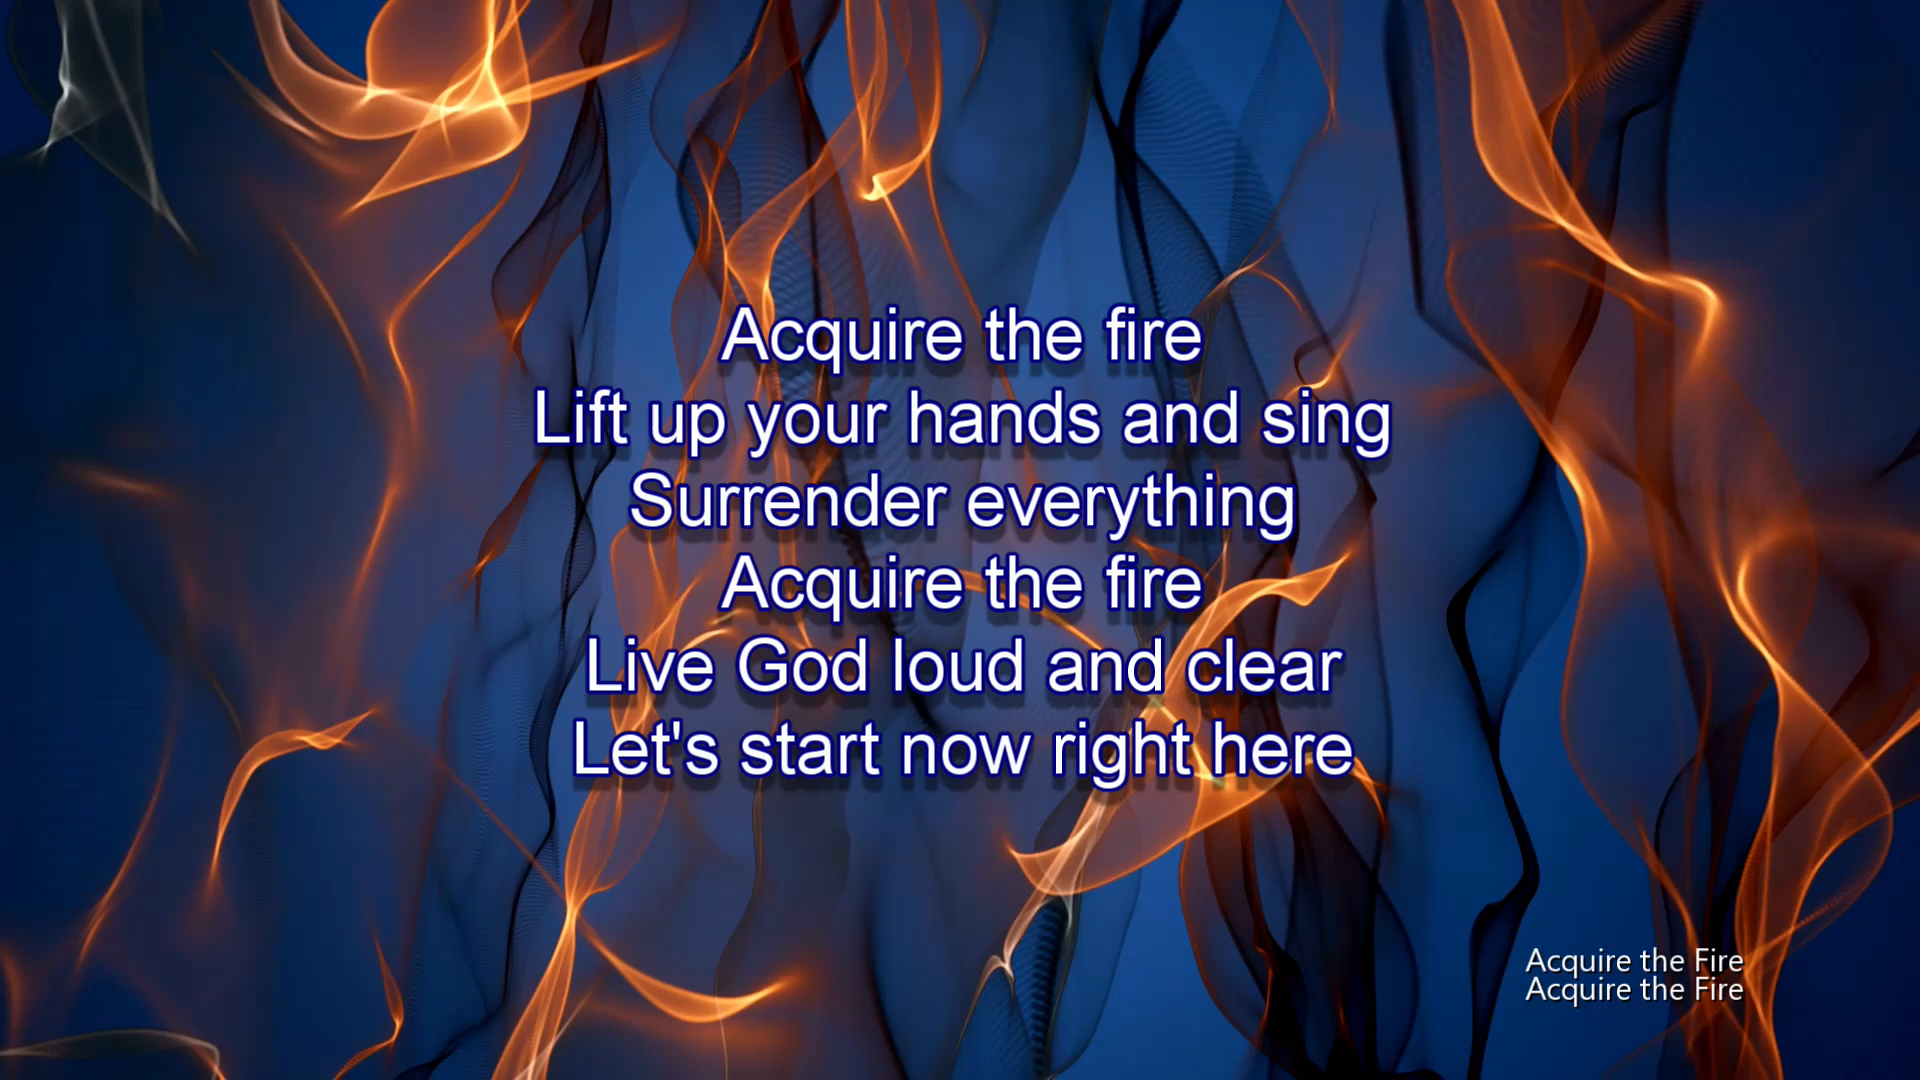 Acquire the fire
Lift up your hands and sing
Surrender everything
Acquire the fire
Live God loud and clear
Let's start now right here
Acquire the Fire
Acquire the Fire